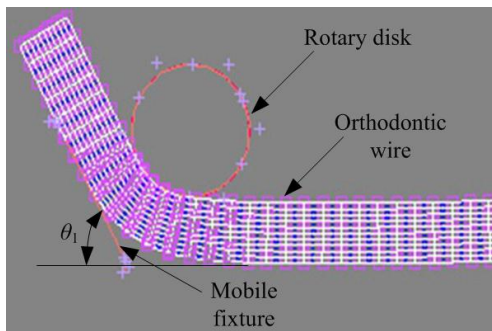 Rotary disk
Orthodontic
wire
θ₁
Mobile
fixture